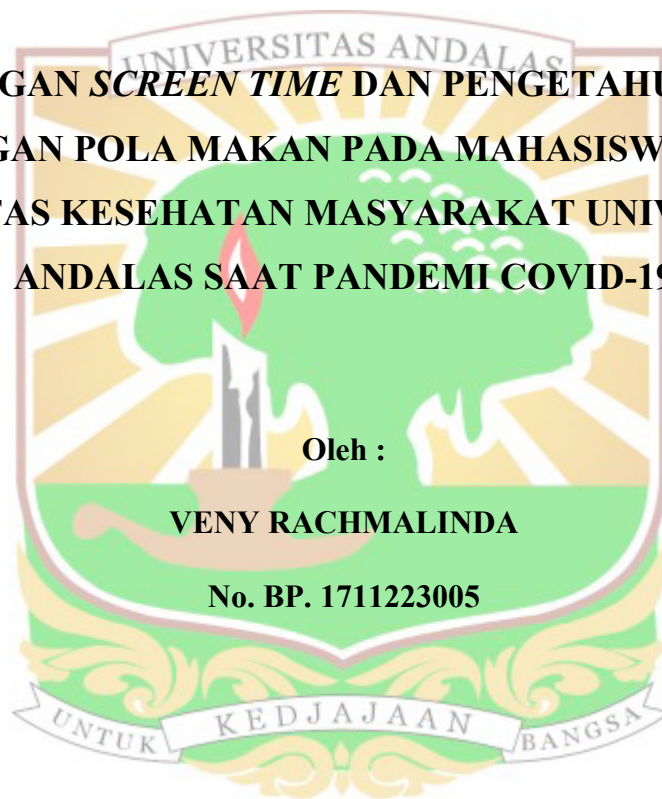 UNIVERSITAS ANDALAS
GAN SCREEN TIME DAN PENGETAHU
GAN POLA MAKAN PADA MAHASISW
TAS KESEHATAN MASYARAKAT UNIV
ANDALAS SAAT PANDEMI COVID-19
Oleh :
VENY RACHMALINDA
No. BP. 1711223005
UNTUK KEDJAJAAN BANGSA